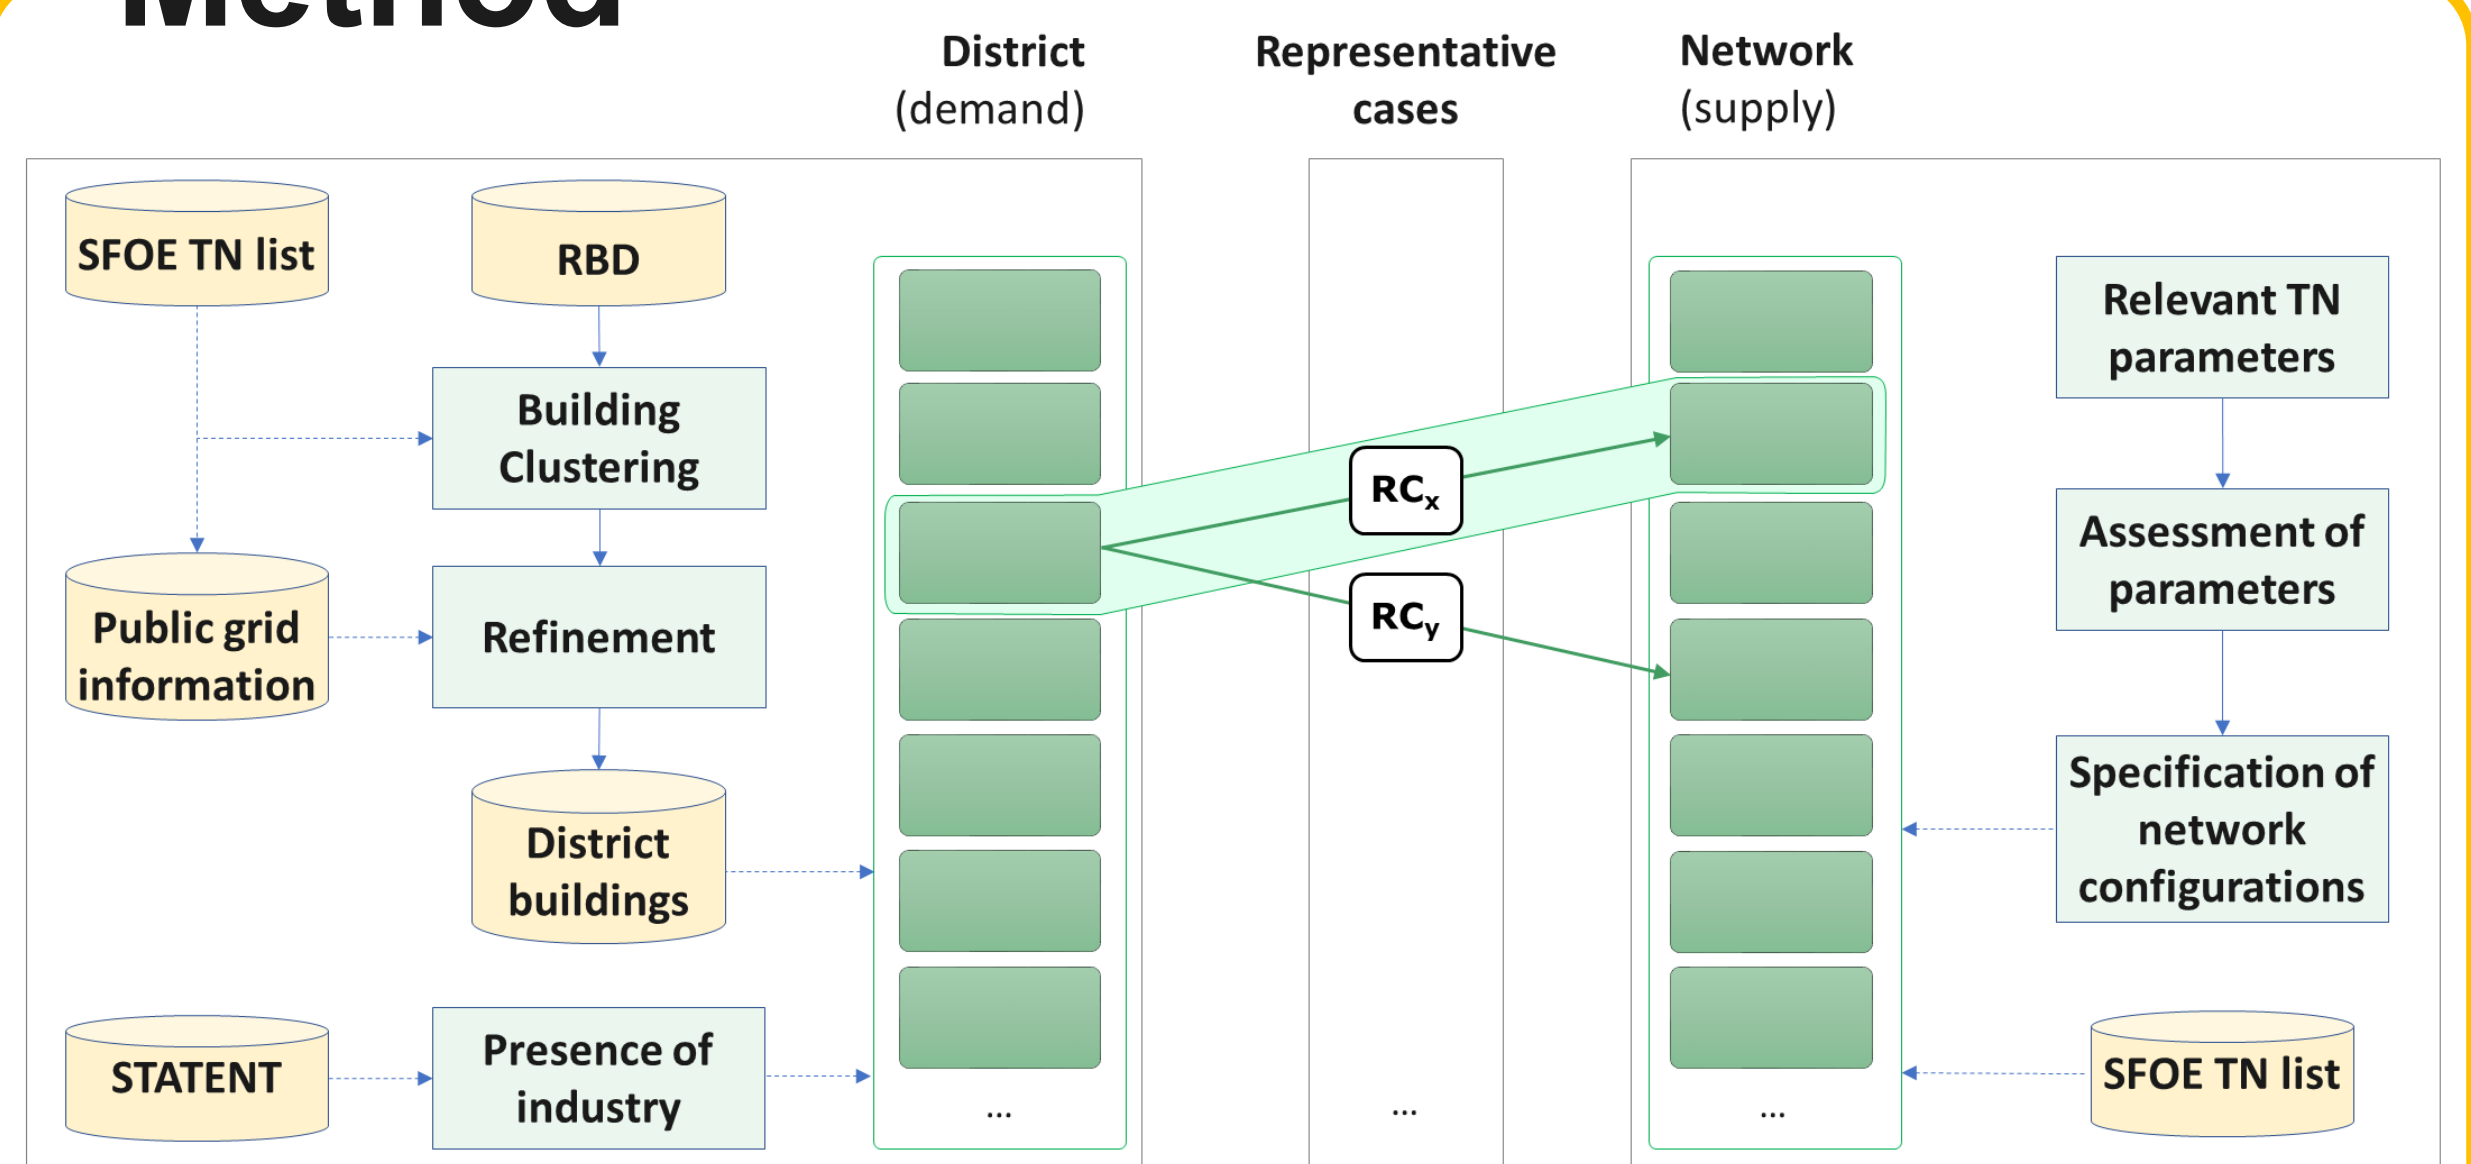 Method
District
(demand)
Representative
cases
Network
(supply)
SFOE TN list
RBD
Building
Clustering
Public grid
information
Refinement
District
buildings
STATENT
Presence of
industry
...
RCx
RCy
...
Relevant TN
parameters
Assessment of
parameters
Specification of
network
configurations
SFOE TN list
...